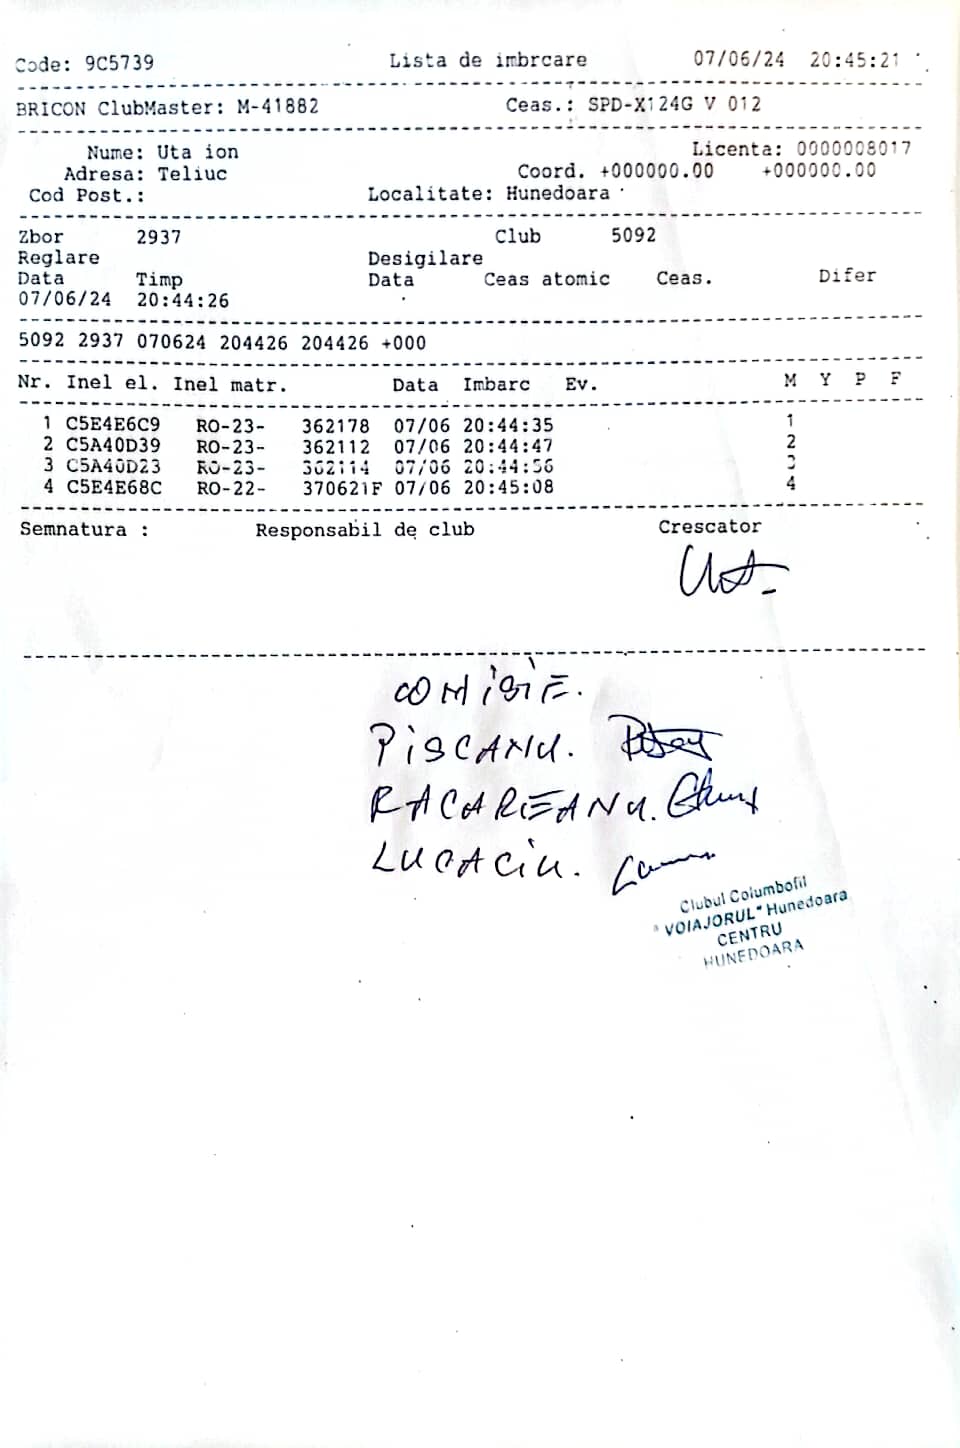 Code: 9C5739 Lista de imbrcare 07/06/24 20:45:21
BRICON ClubMaster: M-41882 Ceas.: SPD-X124G V 012
Nume: Uta ion Licenta: 0000008017
Adresa: Teliuc Coord. +000000.00 +000000.00
Cod Post.: Localitate: Hunedoara
Zbor 2937 Club 5092
Reglare Desigilare
Data Timp Data Ceas atomic Ceas. Difer
07/06/24 20:44:26
5092 2937 070624 204426 204426 +000
Nr. Inel el. Inel matr. Data Imbarc Ev. M Y P F
1 C5E4E6C9 RO-23- 362178 07/06 20:44:35 1
2 C5A40D39 RO-23- 362112 07/06 20:44:47 2
3 C5A40D23 RO-23- 362114 07/06 20:44:56 3
4 C5E4E68C RO-22- 370621F 07/06 20:45:08 4
Semnatura : Responsabil de club Crescator
COMISIE.
PISCANU.
RACAREANU.
LUCACIU.
Clubul Columbofil
"VOIAJORUL" Hunedoara
CENTRU
HUNEDOARA